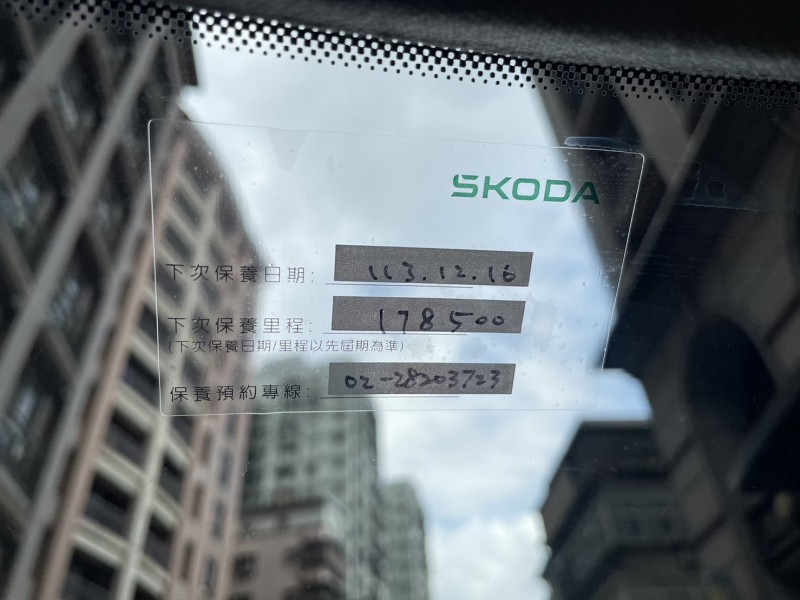 SKODA
下次保養日期: 113.12.16
下次保養里程: 178500
(下次保養日期/里程以先屆期為準)
保養預約專線: 02-28203723